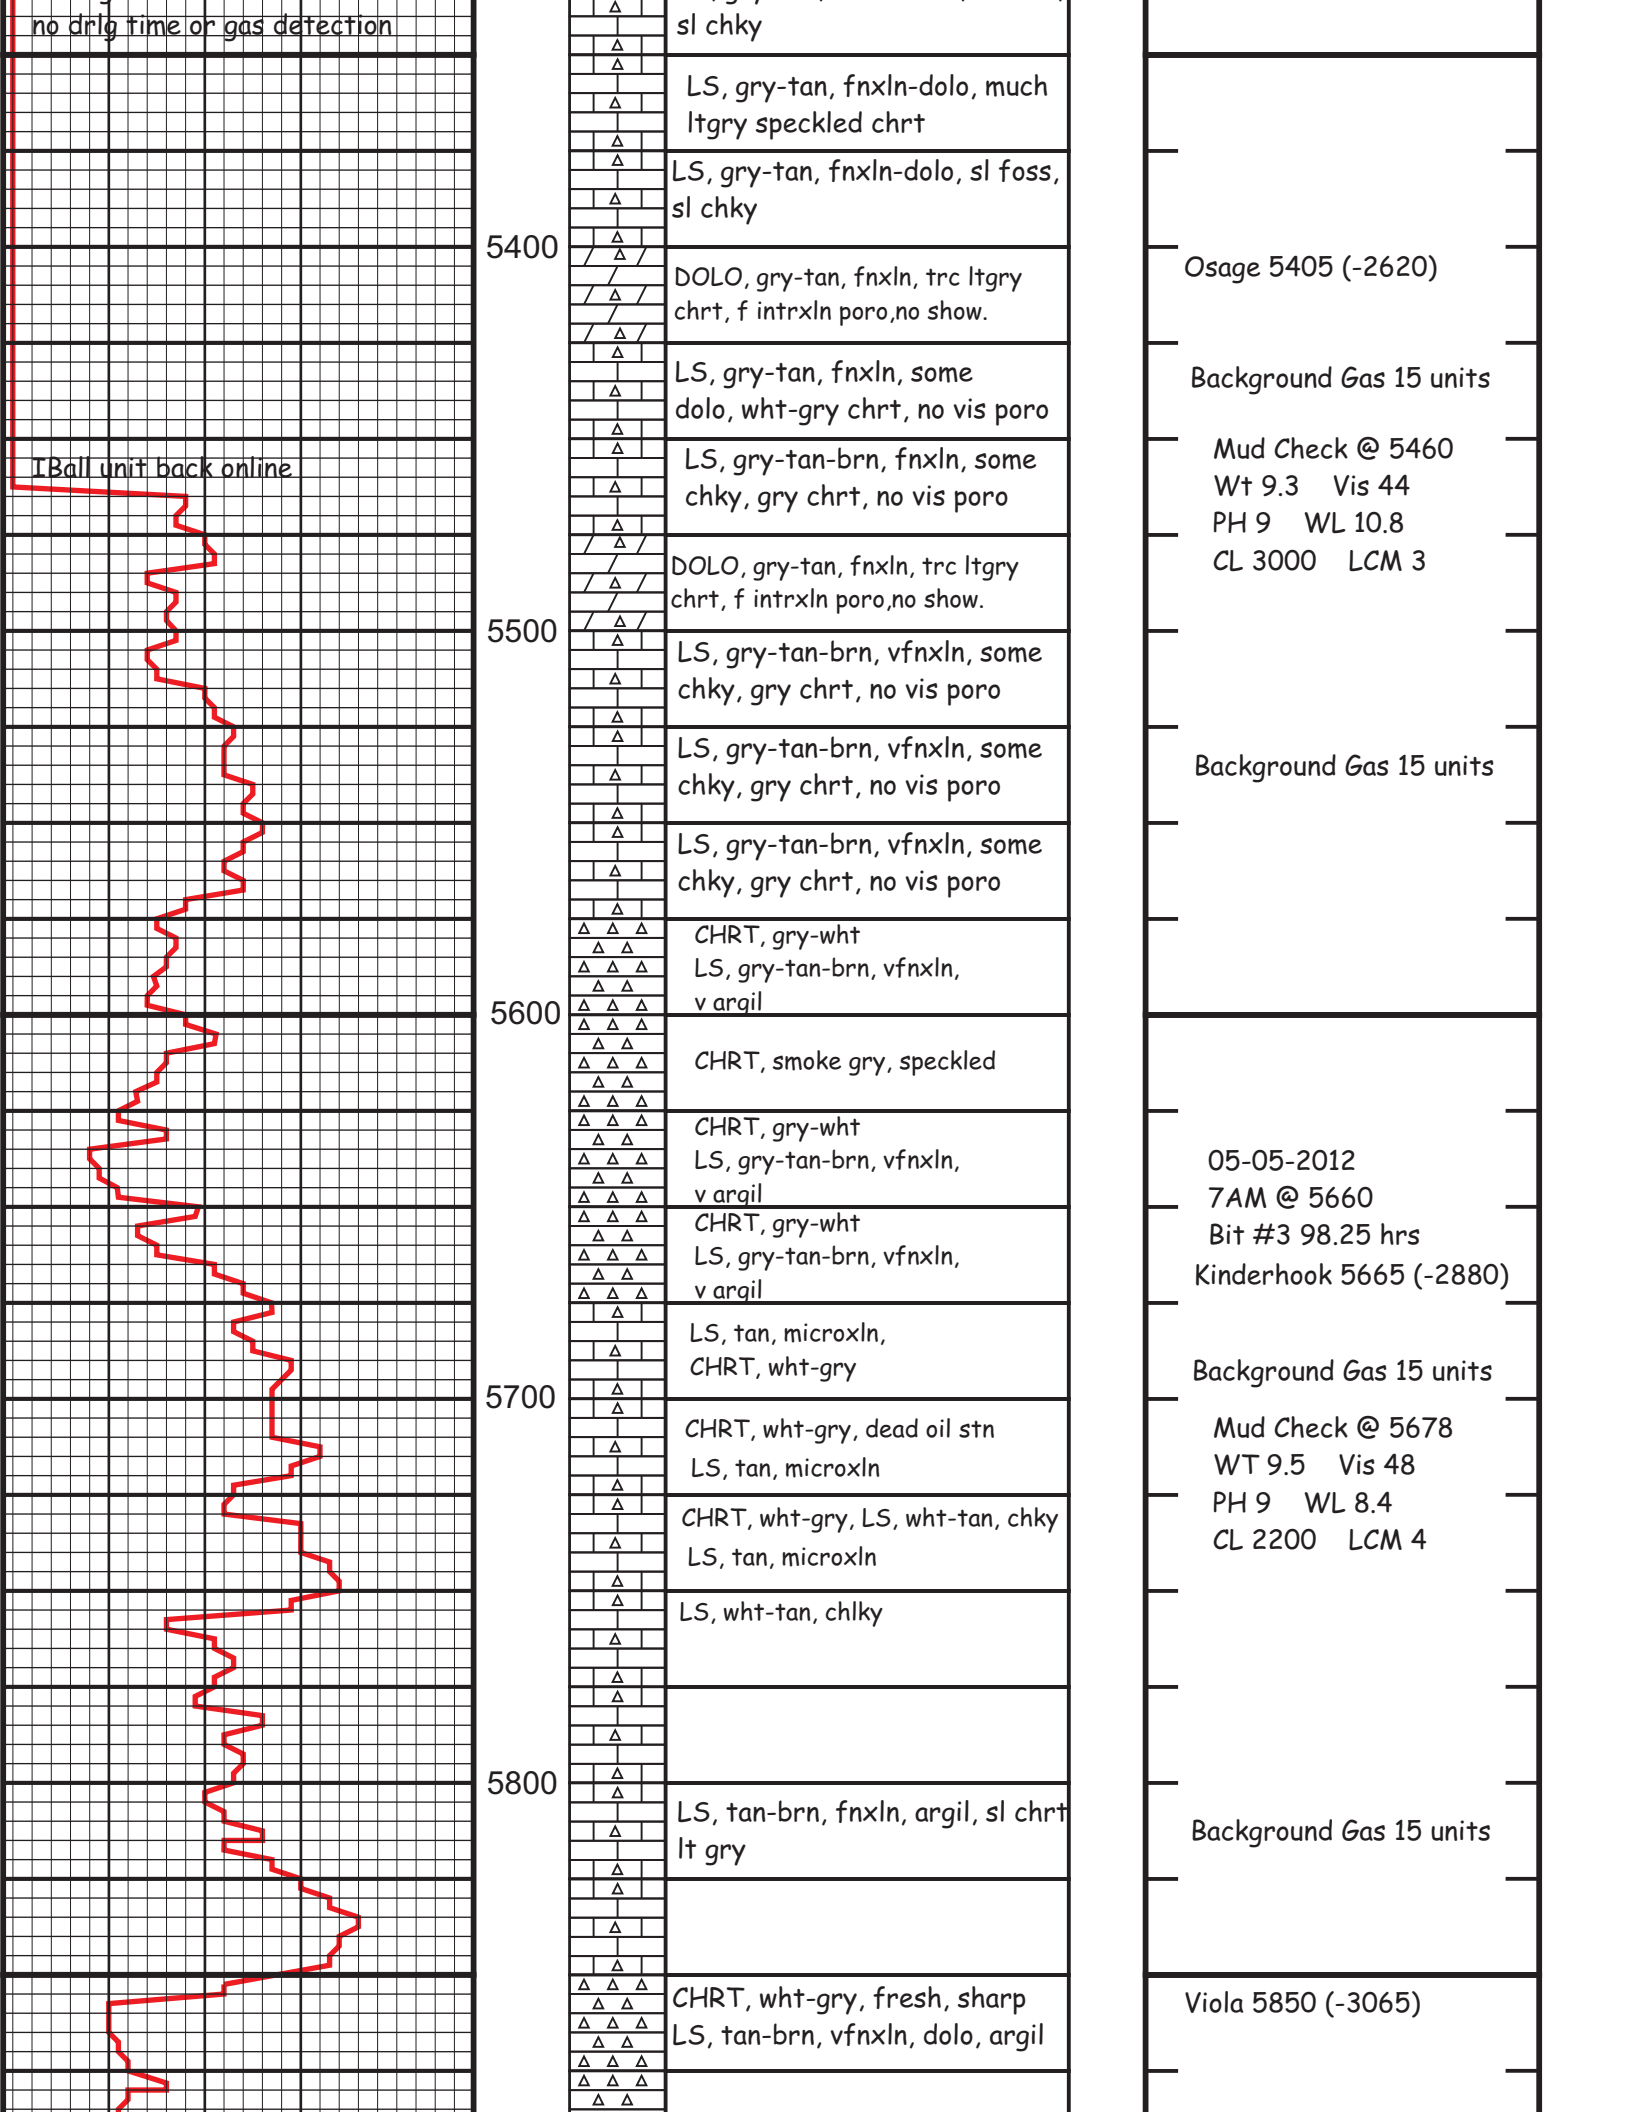 no drlg time or gas detection
sl chky
LS, gry-tan, fnxln-dolo, much
ltgry speckled chrt
LS, gry-tan, fnxln-dolo, sl foss,
sl chky
5400
DOLO, gry-tan, fnxln, trc ltgry
chrt, f intrxln poro,no show.
Osage 5405 (-2620)
LS, gry-tan, fnxln, some
dolo, wht-gry chrt, no vis poro
Background Gas 15 units
IBall unit back online
LS, gry-tan-brn, fnxln, some
chky, gry chrt, no vis poro
Mud Check @ 5460
Wt 9.3 Vis 44
PH 9 WL 10.8
CL 3000 LCM 3
DOLO, gry-tan, fnxln, trc ltgry
chrt, f intrxln poro,no show.
5500
LS, gry-tan-brn, vfnxln, some
chky, gry chrt, no vis poro
LS, gry-tan-brn, vfnxln, some
chky, gry chrt, no vis poro
Background Gas 15 units
LS, gry-tan-brn, vfnxln, some
chky, gry chrt, no vis poro
CHRT, gry-wht
LS, gry-tan-brn, vfnxln,
v argil
5600
CHRT, smoke gry, speckled
CHRT, gry-wht
LS, gry-tan-brn, vfnxln,
v argil
05-05-2012
7AM @ 5660
Bit #3 98.25 hrs
Kinderhook 5665 (-2880)
CHRT, gry-wht
LS, gry-tan-brn, vfnxln,
v argil
LS, tan, microxln,
CHRT, wht-gry
Background Gas 15 units
5700
CHRT, wht-gry, dead oil stn
LS, tan, microxln
Mud Check @ 5678
WT 9.5 Vis 48
PH 9 WL 8.4
CL 2200 LCM 4
CHRT, wht-gry, LS, wht-tan, chky
LS, tan, microxln
LS, wht-tan, chlky
5800
LS, tan-brn, fnxln, argil, sl chrt
lt gry
Background Gas 15 units
CHRT, wht-gry, fresh, sharp
LS, tan-brn, vfnxln, dolo, argil
Viola 5850 (-3065)